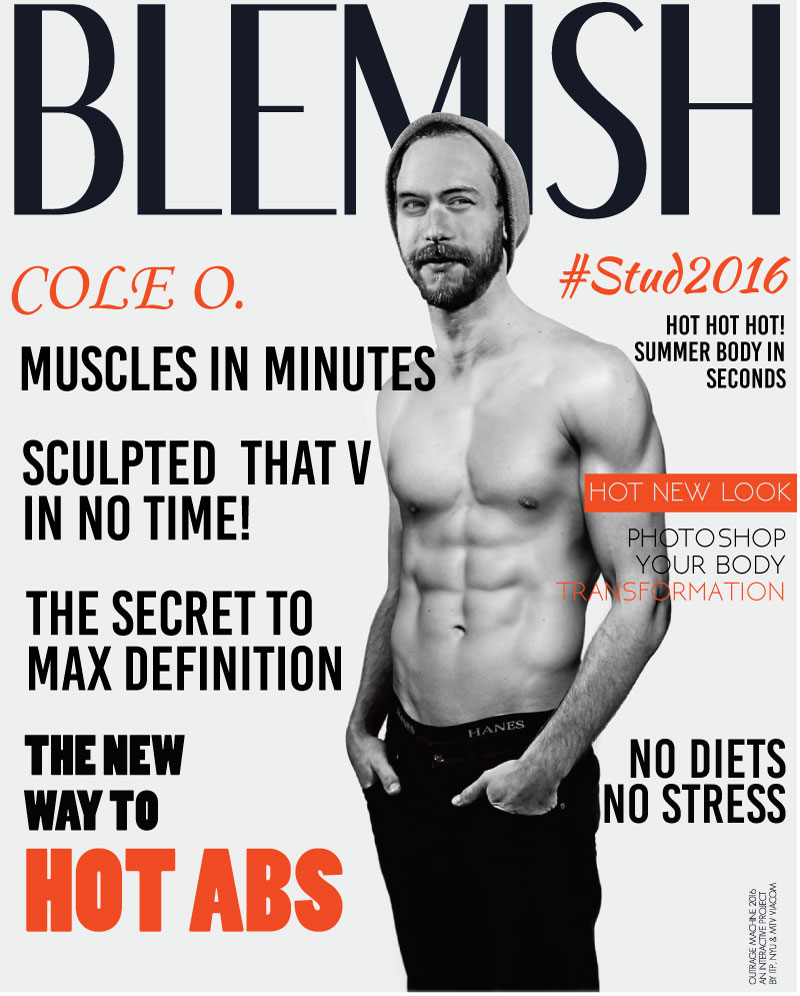 BLEMISH
COLE O.
#Stud2016
HOT HOT HOT!
SUMMER BODY IN
SECONDS
MUSCLES IN MINUTES
SCULPTED THAT V
IN NO TIME!
HOT NEW LOOK
PHOTOSHOP
YOUR BODY
TRANSFORMATION
THE SECRET TO
MAX DEFINITION
HANES
THE NEW
WAY TO
HOT ABS
NO DIETS
NO STRESS
OUTRAGE MACHINE 2016
AN INTERACTIVE PROJECT
BY ITP, NYU & MTV VIACOM